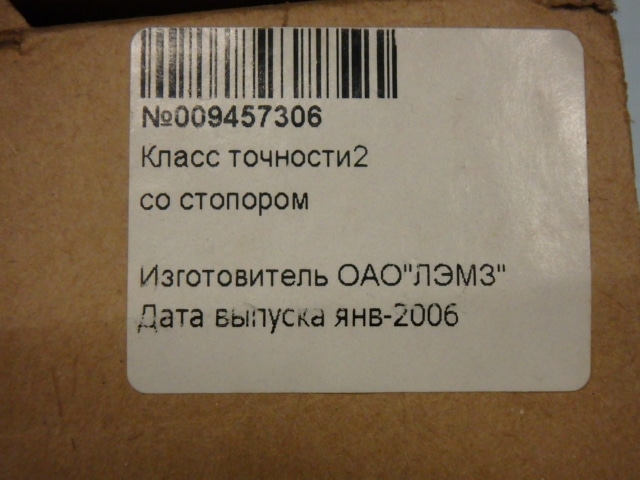 №009457306
Класс точности2
со стопором
Изготовитель ОАО"ЛЭМЗ"
Дата выпуска янв-2006